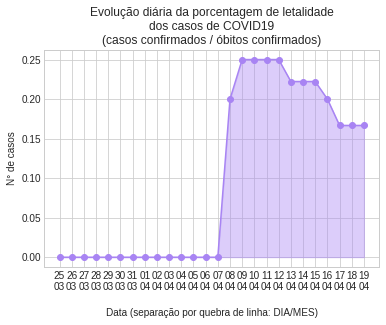 Evolução diária da porcentagem de letalidade
dos casos de COVID19
(casos confirmados / óbitos confirmados)
0.25
0.20
0.15
0.10
0.05
0.00
N° de casos
25 26 27 28 29 30 31 01 02 03 04 05 06 07 08 09 10 11 12 13 14 15 16 17 18 19
03 03 03 03 03 03 03 04 04 04 04 04 04 04 04 04 04 04 04 04 04 04 04 04 04 04
Data (separação por quebra de linha: DIA/MES)